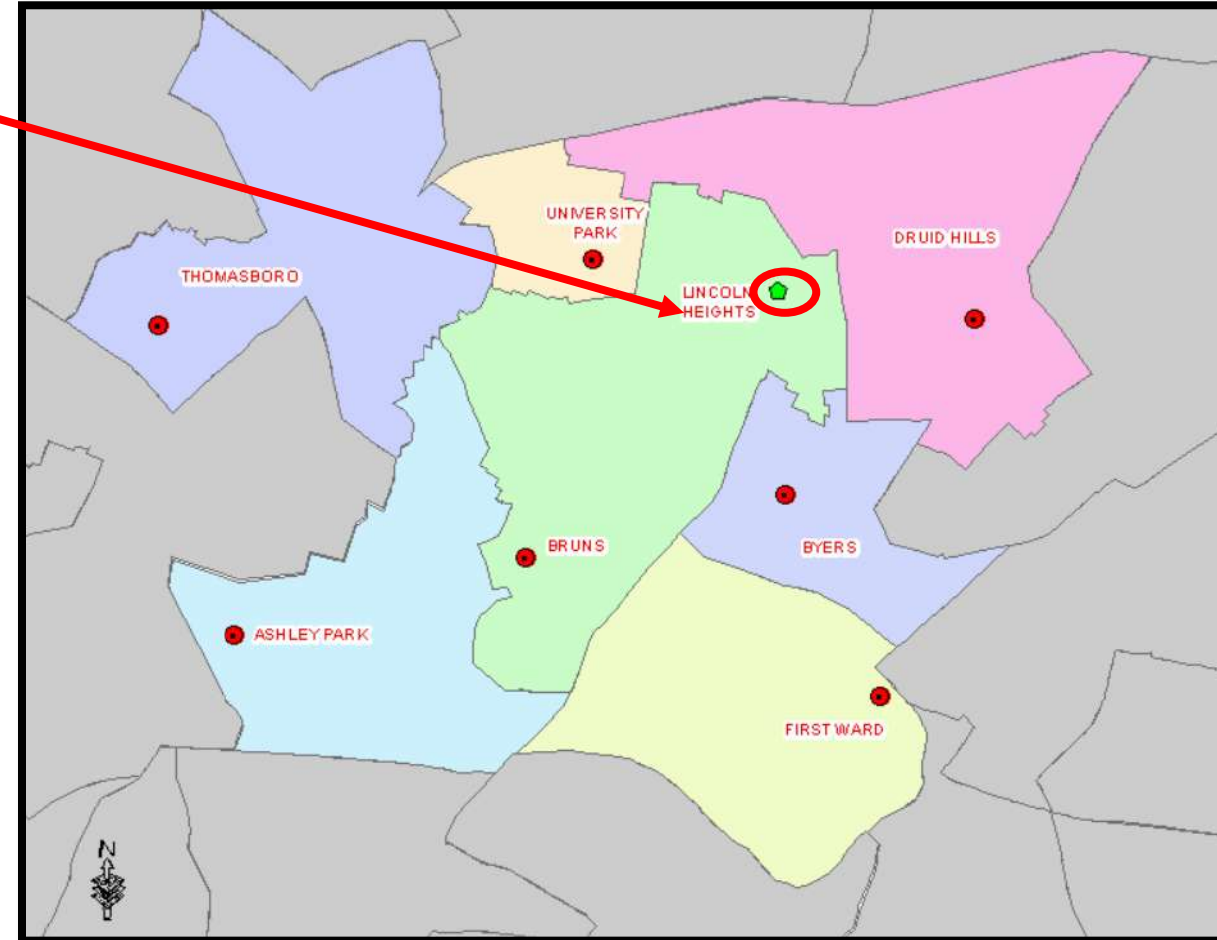 UNIVERSITY
PARK
DRUID HILLS
THOMASBORO
LINCOLN
HEIGHTS
BRUNS
BYERS
ASHLEY PARK
FIRST WARD
N